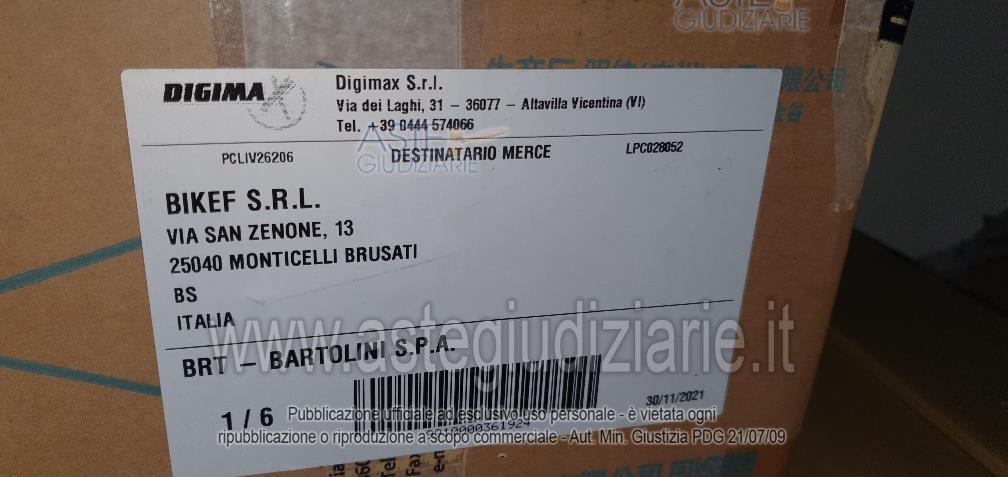 ASTE
GIUDIZIARIE
DIGIMAX
Digimax S.r.l.
Via dei Laghi, 31 - 36077 - Altavilla Vicentina (VI)
Tel. +39 0444 574066
ASTE
GIUDIZIARIE
PCLIV26206
DESTINATARIO MERCE
LPC028052
BIKEF S.R.L.
VIA SAN ZENONE, 13
25040 MONTICELLI BRUSATI
BS
ITALIA
www.astegiudiziarie.it
BRT - BARTOLINI S.P.A.
1 / 6
30/11/2021
Pubblicazione ufficiale ad esclusivo uso personale - è vietata ogni
ripubblicazione o riproduzione a scopo commerciale - Aut. Min. Giustizia PDG 21/07/09